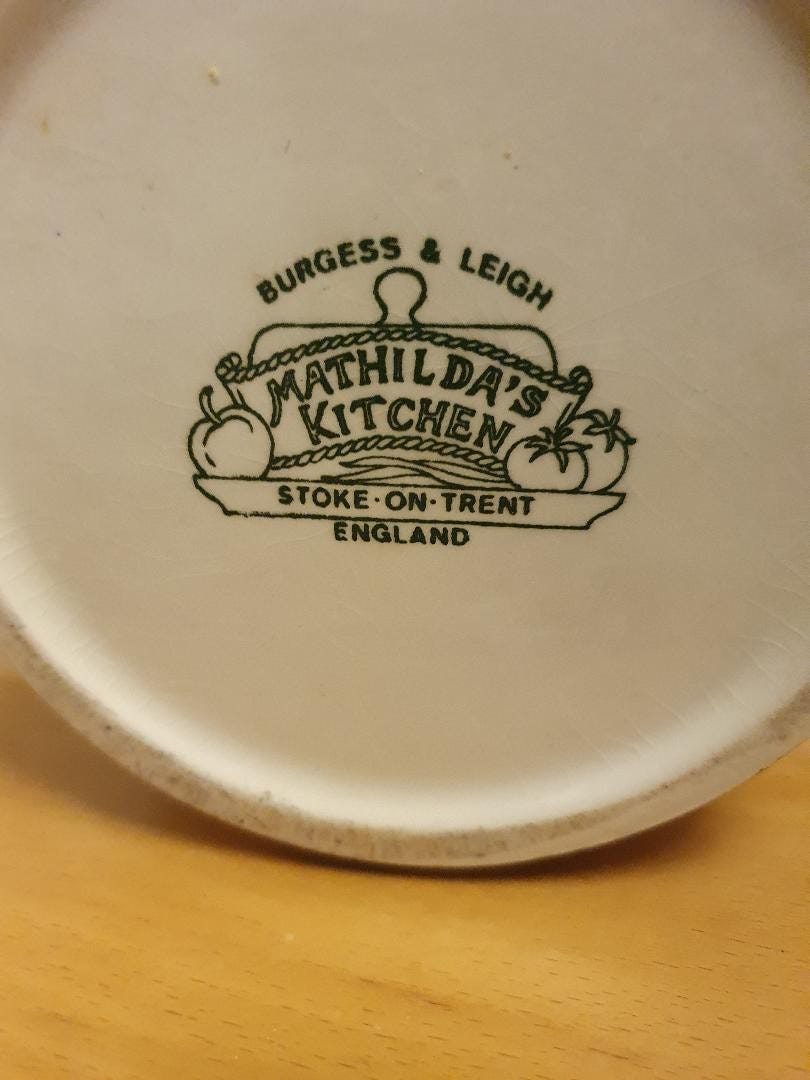 BURGESS & LEIGH
MATHILDA'S
KITCHEN
STOKE·ON·TRENT
ENGLAND